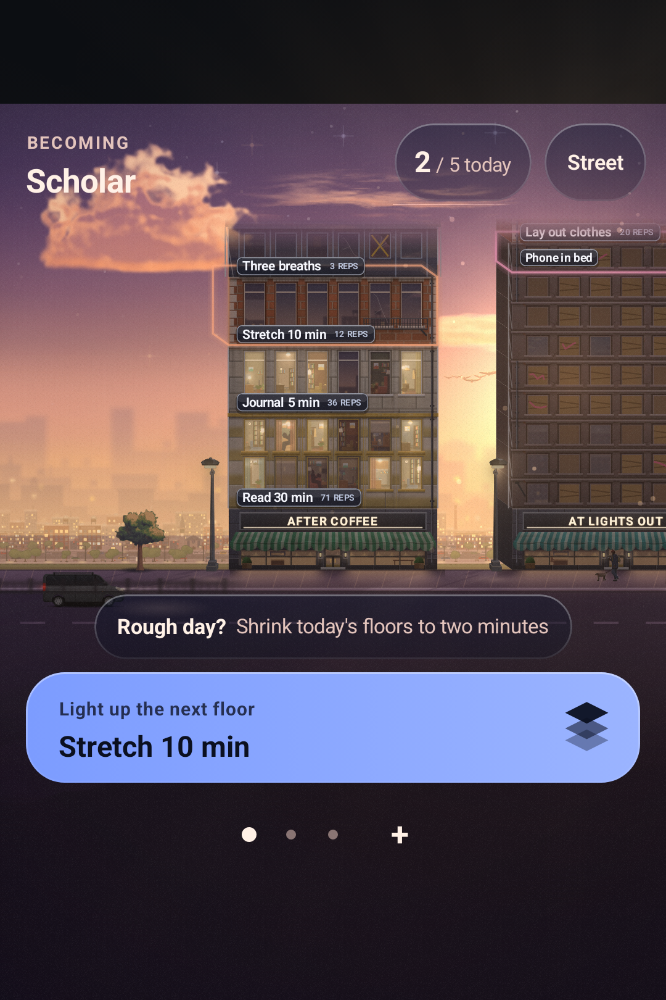 BECOMING
Scholar
2 / 5 today
Street
Lay out clothes 20 REPS
Phone in bed
Three breaths 3 REPS
Stretch 10 min 12 REPS
Journal 5 min 36 REPS
Read 30 min 71 REPS
AFTER COFFEE
AT LIGHTS OUT
Rough day? Shrink today's floors to two minutes
Light up the next floor
Stretch 10 min